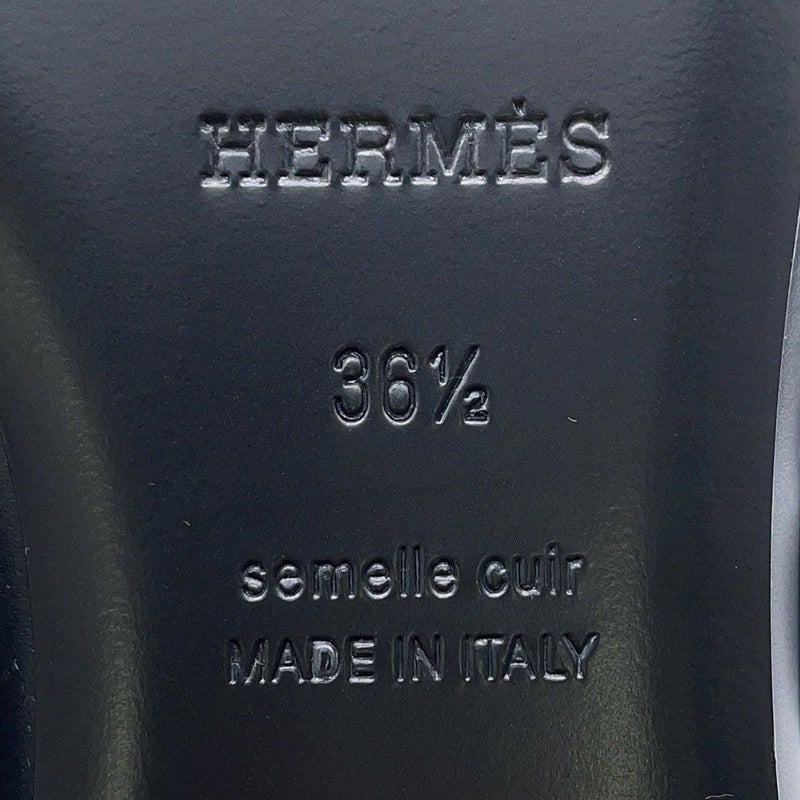 HERMÈS
36½
semelle cuir
MADE IN ITALY